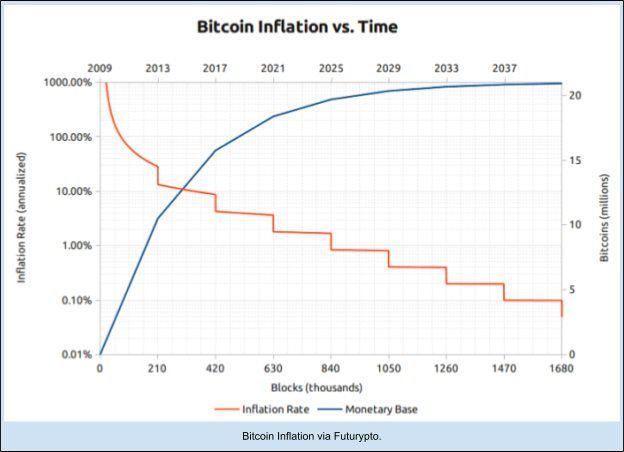 Bitcoin Inflation vs. Time
2009 2013 2017 2021 2025 2029 2033 2037
1000.00%
100.00%
10.00%
1.00%
0.10%
0.01%
Inflation Rate (annualized)
20
15
10
5
0
Bitcoins (millions)
0 210 420 630 840 1050 1260 1470 1680
Blocks (thousands)
Inflation Rate Monetary Base
Bitcoin Inflation via Futurypto.